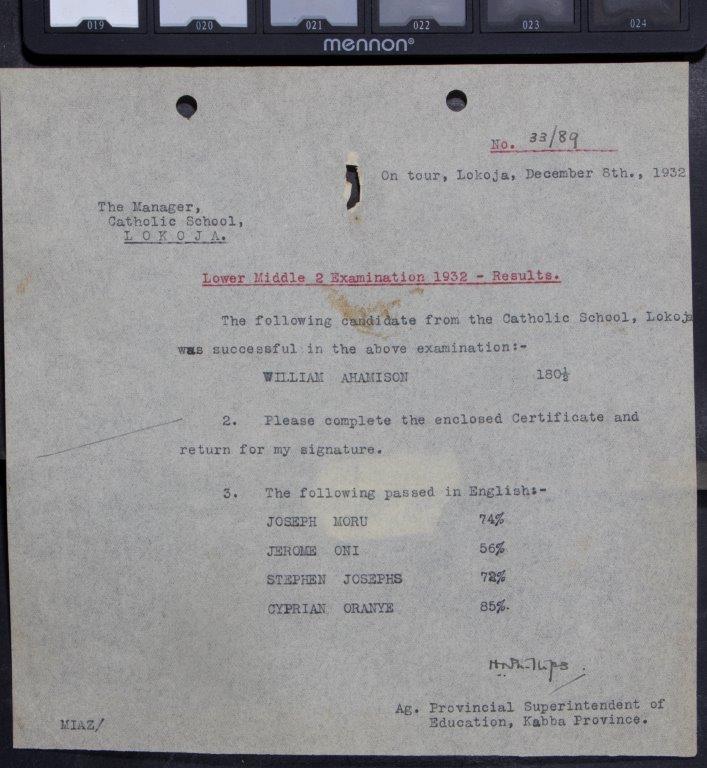 019 020 021 022 023 024
mennon®
No. 33/89
On tour, Lokoja, December 8th., 1932
The Manager,
Catholic School,
L O K O J A.
Lower Middle 2 Examination 1932 - Results.
The following candidate from the Catholic School, Lokoja
was successful in the above examination:-
WILLIAM AHAMISON 180½
2. Please complete the enclosed Certificate and
return for my signature.
3. The following passed in English:-
JOSEPH MORU 74%
JEROME ONI 56%
STEPHEN JOSEPHS 72%
CYPRIAN ORANYE 85%.
Phillips
Ag. Provincial Superintendent of
Education, Kabba Province.
MIAZ/